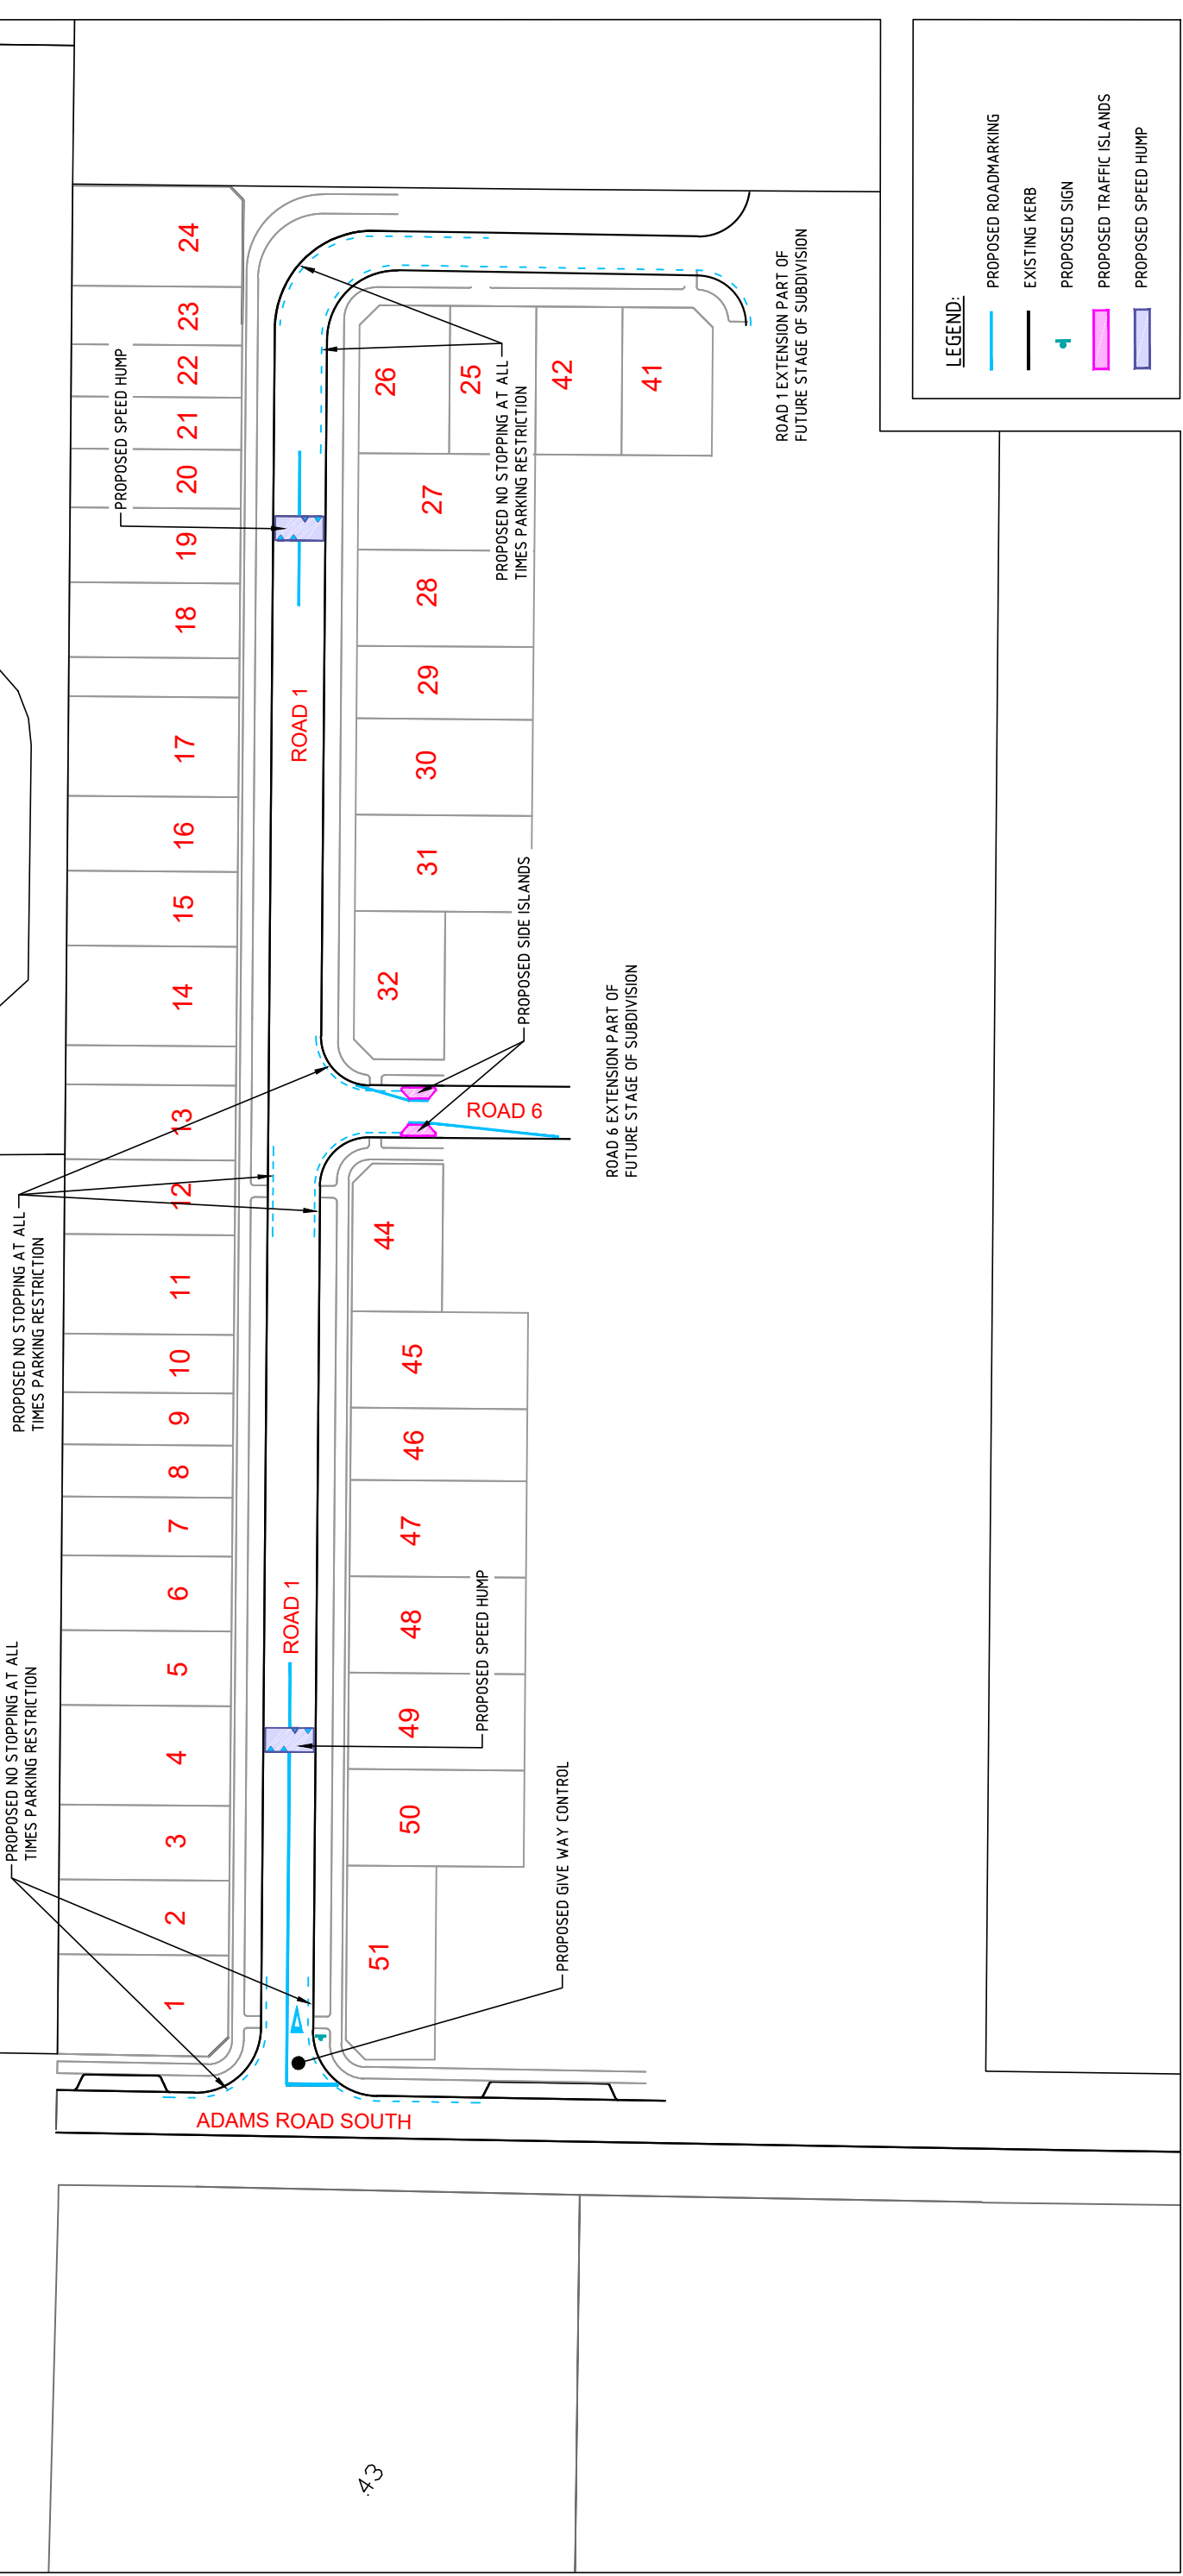 LEGEND:
PROPOSED ROADMARKING
EXISTING KERB
PROPOSED SIGN
PROPOSED TRAFFIC ISLANDS
PROPOSED SPEED HUMP
24
23
22
21
20
19
18
17
16
15
14
13
12
11
10
9
8
7
6
5
4
3
2
1
PROPOSED SPEED HUMP
PROPOSED NO STOPPING AT ALL
TIMES PARKING RESTRICTION
PROPOSED NO STOPPING AT ALL
TIMES PARKING RESTRICTION
ROAD 1
ROAD 1
26
25
42
41
27
28
29
30
31
32
PROPOSED NO STOPPING AT ALL
TIMES PARKING RESTRICTION
ROAD 1 EXTENSION PART OF
FUTURE STAGE OF SUBDIVISION
PROPOSED SIDE ISLANDS
ROAD 6
ROAD 6 EXTENSION PART OF
FUTURE STAGE OF SUBDIVISION
44
45
46
47
48
49
50
51
PROPOSED SPEED HUMP
PROPOSED GIVE WAY CONTROL
ADAMS ROAD SOUTH
43